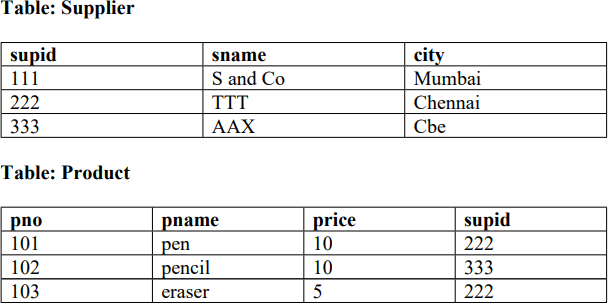 Table: Supplier
supid sname city
111 S and Co Mumbai
222 TTT Chennai
333 AAX Cbe
Table: Product
pno pname price supid
101 pen 10 222
102 pencil 10 333
103 eraser 5 222